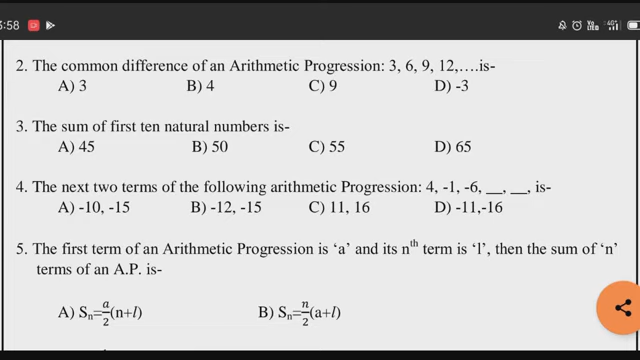 3:58
2. The common difference of an Arithmetic Progression: 3, 6, 9, 12,….is-
A) 3 B) 4 C) 9 D) -3
3. The sum of first ten natural numbers is-
A) 45 B) 50 C) 55 D) 65
4. The next two terms of the following arithmetic Progression: 4, -1, -6, __, __, is-
A) -10, -15 B) -12, -15 C) 11, 16 D) -11,-16
5. The first term of an Arithmetic Progression is ‘a’ and its nth term is ‘l’, then the sum of ‘n’
terms of an A.P. is-
A) Sn=a/2(n+l) B) Sn=n/2(a+l)